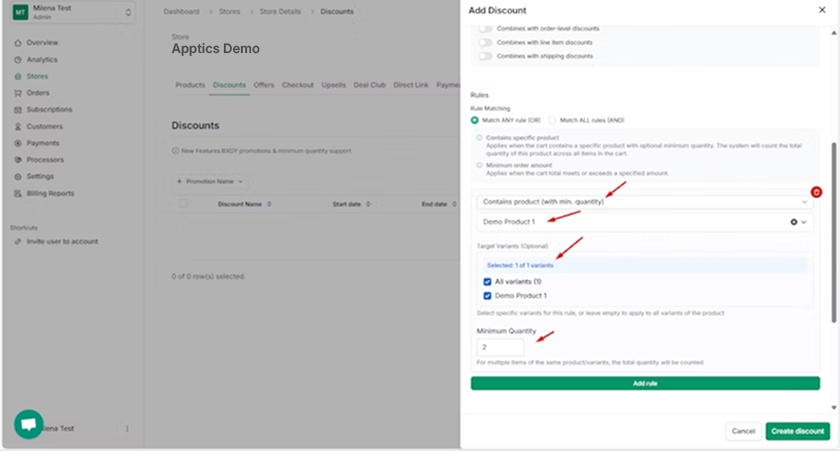 MT
Milena Test
Admin
Overview
Analytics
Stores
Orders
Subscriptions
Customers
Payments
Processors
Settings
Billing Reports
Shortcuts
Invite user to account
lena Test
Dashboard > Stores > Store Details > Discounts
Store
Apptics Demo
Products Discounts Offers Checkout Upsells Deal Club Direct Link Payme
Discounts
New Features:BXGY promotions & minimum quantity support
+ Promotion Name
Discount Name Start date End date
0 of 0 row(s) selected.
Add Discount
Combines with order-level discounts
Combines with line item discounts
Combines with shipping discounts
Rules
Rule Matching
Match ANY rule (OR) Match ALL rules (AND)
Contains specific product
Applies when the cart contains a specific product with optional minimum quantity. The system will count the total
quantity of this product across all items in the cart.
Minimum order amount
Applies when the cart total meets or exceeds a specified amount.
Contains product (with min. quantity)
Demo Product 1
Target Variants (Optional)
Selected: 1 of 1 variants
All variants (1)
Demo Product 1
Select specific variants for this rule, or leave empty to apply to all variants of the product
Minimum Quantity
2
For multiple items of the same product/variants, the total quantity will be counted
Add rule
Cancel Create discount